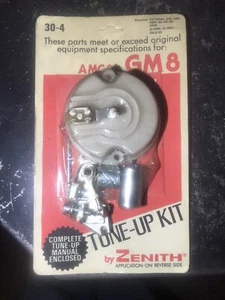 30-4
These parts meet or exceed original
equipment specifications for:
GM8
TUNE-UP KIT
COMPLETE
TUNE-UP
MANUAL
ENCLOSED
by ZENITH®
APPLICATION ON REVERSE SIDE